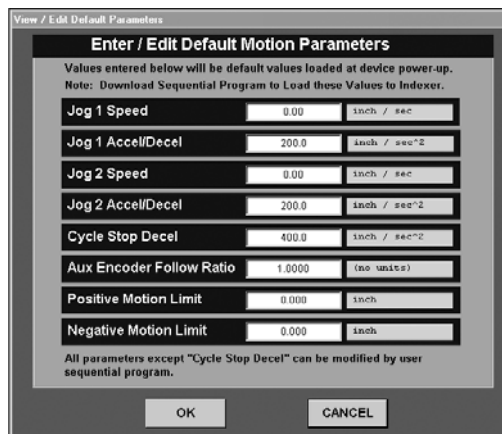 View / Edit Default Parameters
Enter / Edit Default Motion Parameters
Values entered below will be default values loaded at device power-up.
Note: Download Sequential Program to Load these Values to Indexer.
Jog 1 Speed 0.00 inch / sec
Jog 1 Accel/Decel 200.0 inch / sec^2
Jog 2 Speed 0.00 inch / sec
Jog 2 Accel/Decel 200.0 inch / sec^2
Cycle Stop Decel 400.0 inch / sec^2
Aux Encoder Follow Ratio 1.0000 (no units)
Positive Motion Limit 0.000 inch
Negative Motion Limit 0.000 inch
All parameters except "Cycle Stop Decel" can be modified by user
sequential program.
OK CANCEL